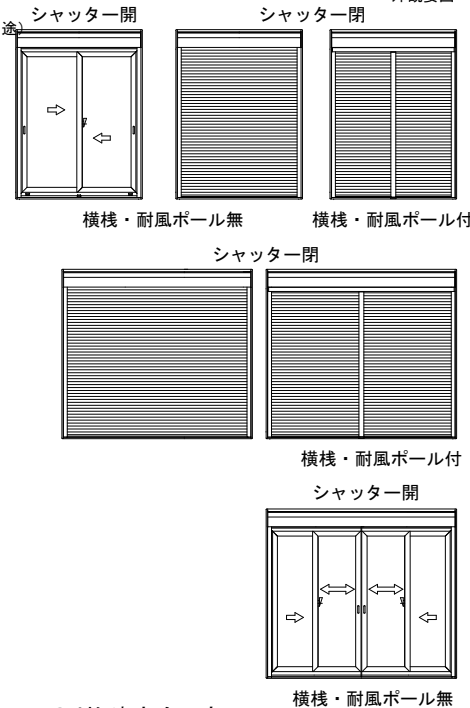 シャッター開
シャッター閉
途）
横桟・耐風ポール無
横桟・耐風ポール付
シャッター閉
横桟・耐風ポール付
シャッター開
横桟・耐風ポール無